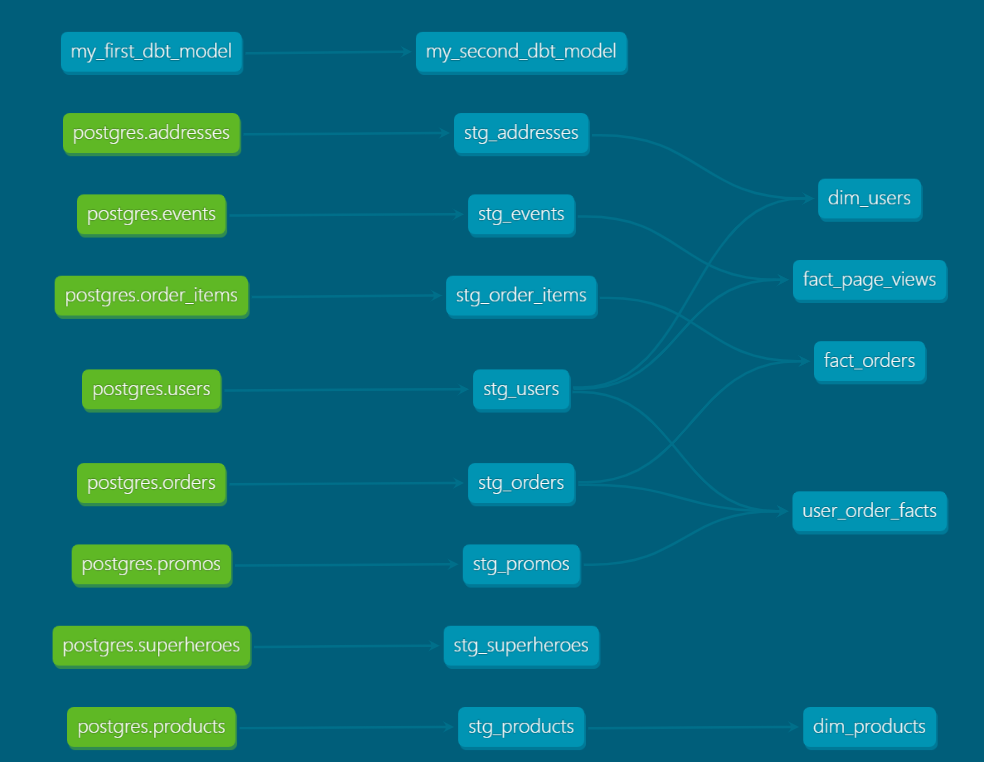 my_first_dbt_model
my_second_dbt_model
postgres.addresses
stg_addresses
dim_users
postgres.events
stg_events
fact_page_views
postgres.order_items
stg_order_items
fact_orders
postgres.users
stg_users
postgres.orders
stg_orders
user_order_facts
postgres.promos
stg_promos
postgres.superheroes
stg_superheroes
postgres.products
stg_products
dim_products